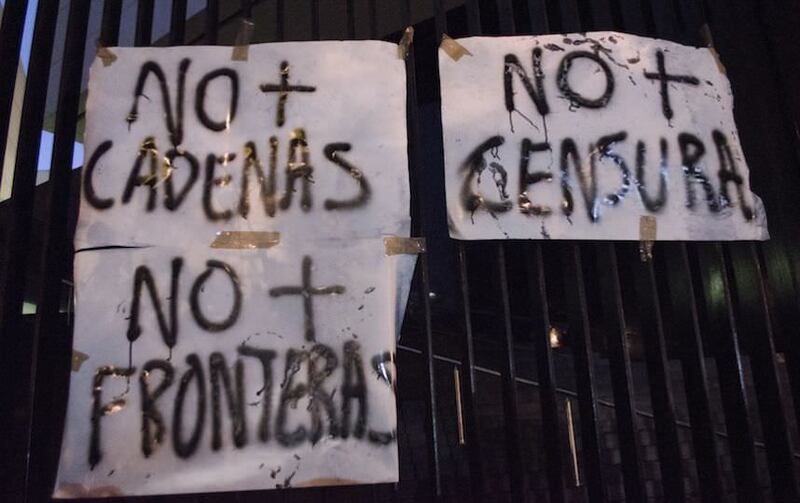 NO +
CADENAS
NO +
FRONTERAS
NO +
CENSURA